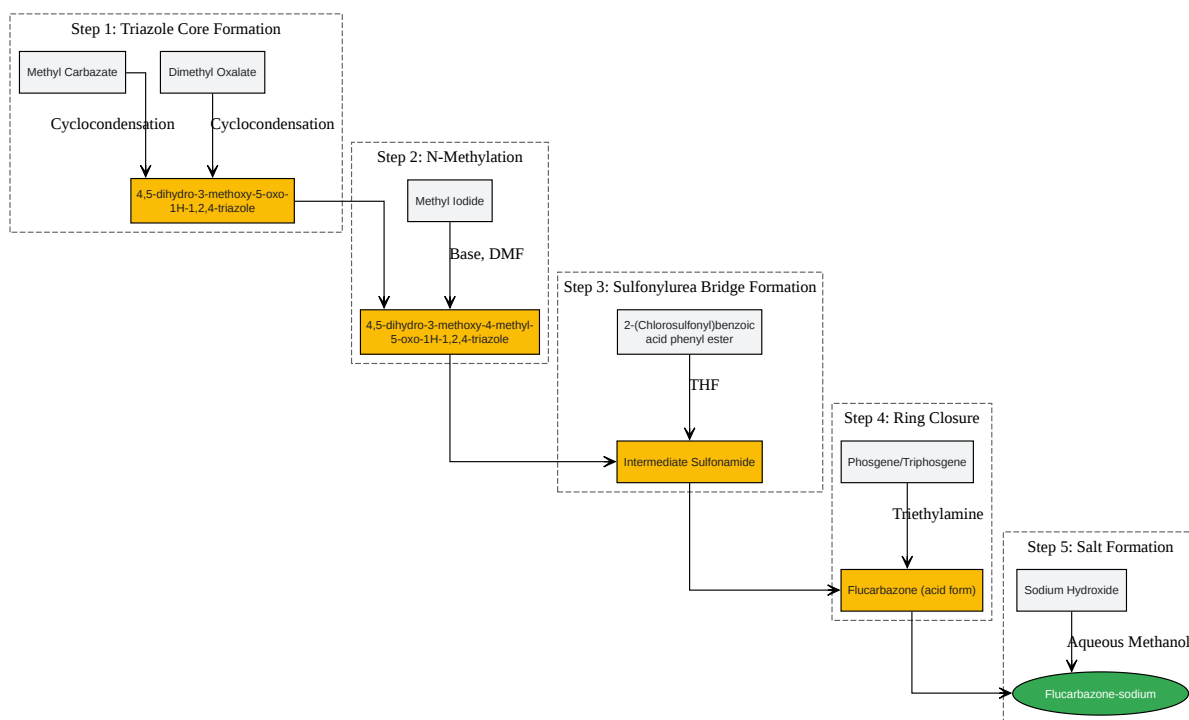 Step 1: Triazole Core Formation
Methyl Carbazate
Dimethyl Oxalate
Cyclocondensation
Cyclocondensation
4,5-dihydro-3-methoxy-5-oxo-
1H-1,2,4-triazole
Step 2: N-Methylation
Methyl Iodide
Base, DMF
4,5-dihydro-3-methoxy-4-methyl-
5-oxo-1H-1,2,4-triazole
Step 3: Sulfonylurea Bridge Formation
2-(Chlorosulfonyl)benzoic
acid phenyl ester
THF
Intermediate Sulfonamide
Step 4: Ring Closure
Phosgene/Triphosgene
Triethylamine
Flucarbazone (acid form)
Step 5: Salt Formation
Sodium Hydroxide
Aqueous Methanol
Flucarbazone-sodium